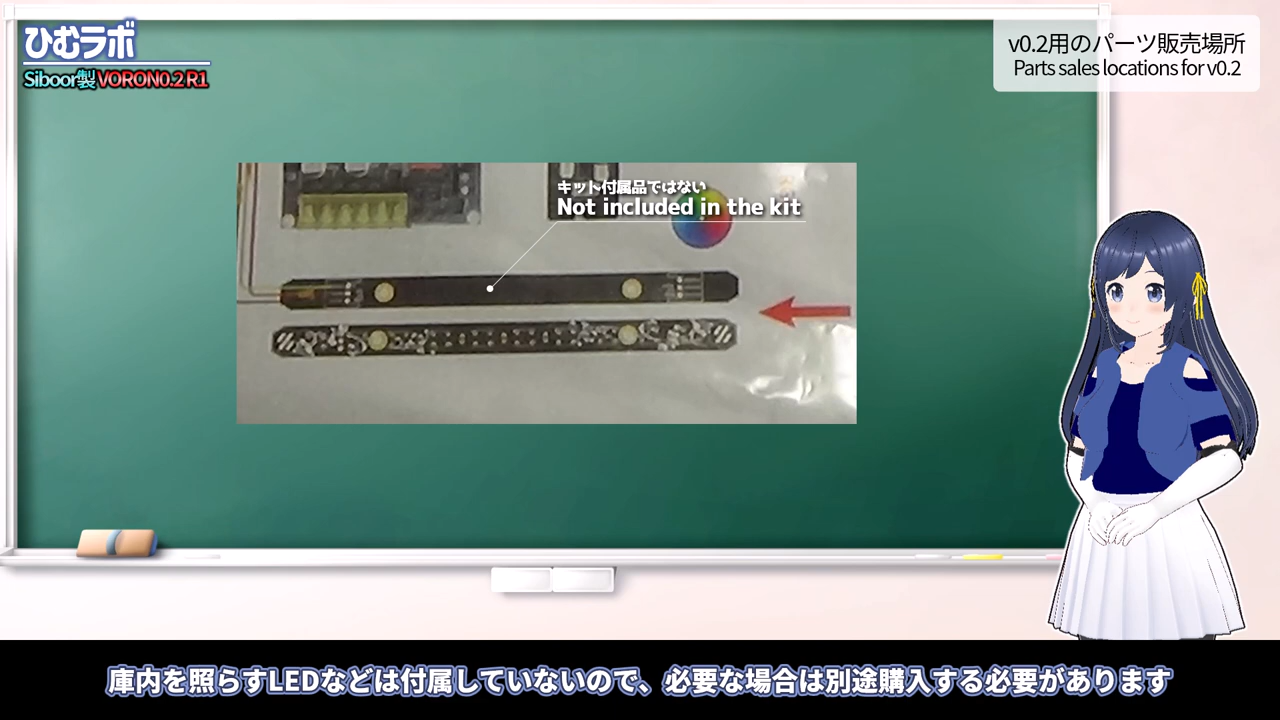 ひむラボ
Siboor製 VORON0.2 R1
v0.2用のパーツ販売場所
Parts sales locations for v0.2
キット付属品ではない
Not included in the kit
庫内を照らすLEDなどは付属していないので、必要な場合は別途購入する必要があります